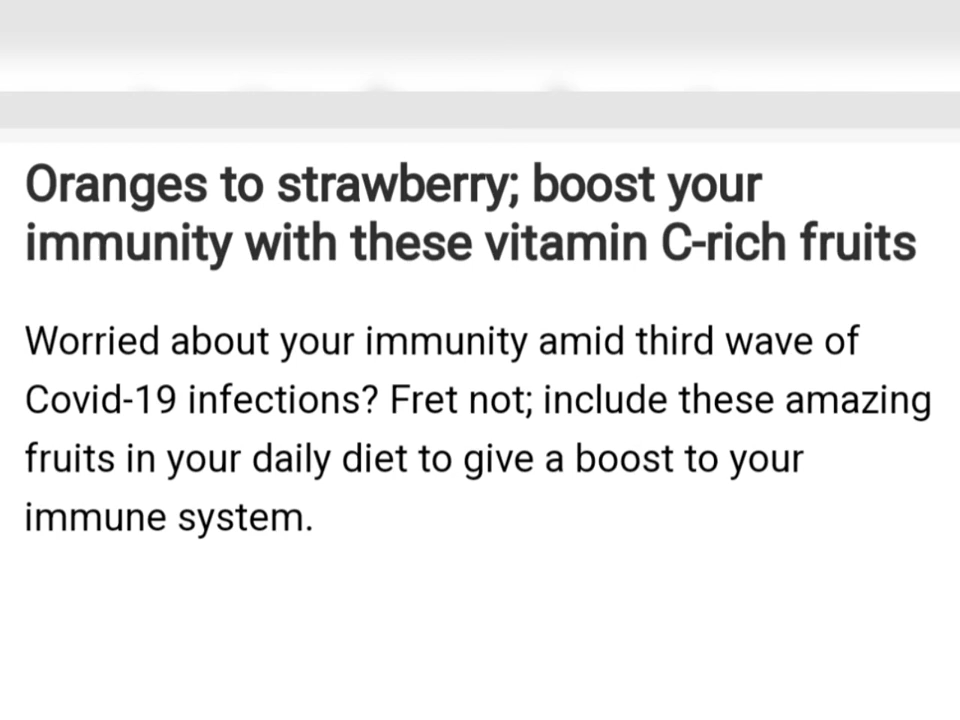 Oranges to strawberry; boost your
immunity with these vitamin C-rich fruits
Worried about your immunity amid third wave of
Covid-19 infections? Fret not; include these amazing
fruits in your daily diet to give a boost to your
immune system.